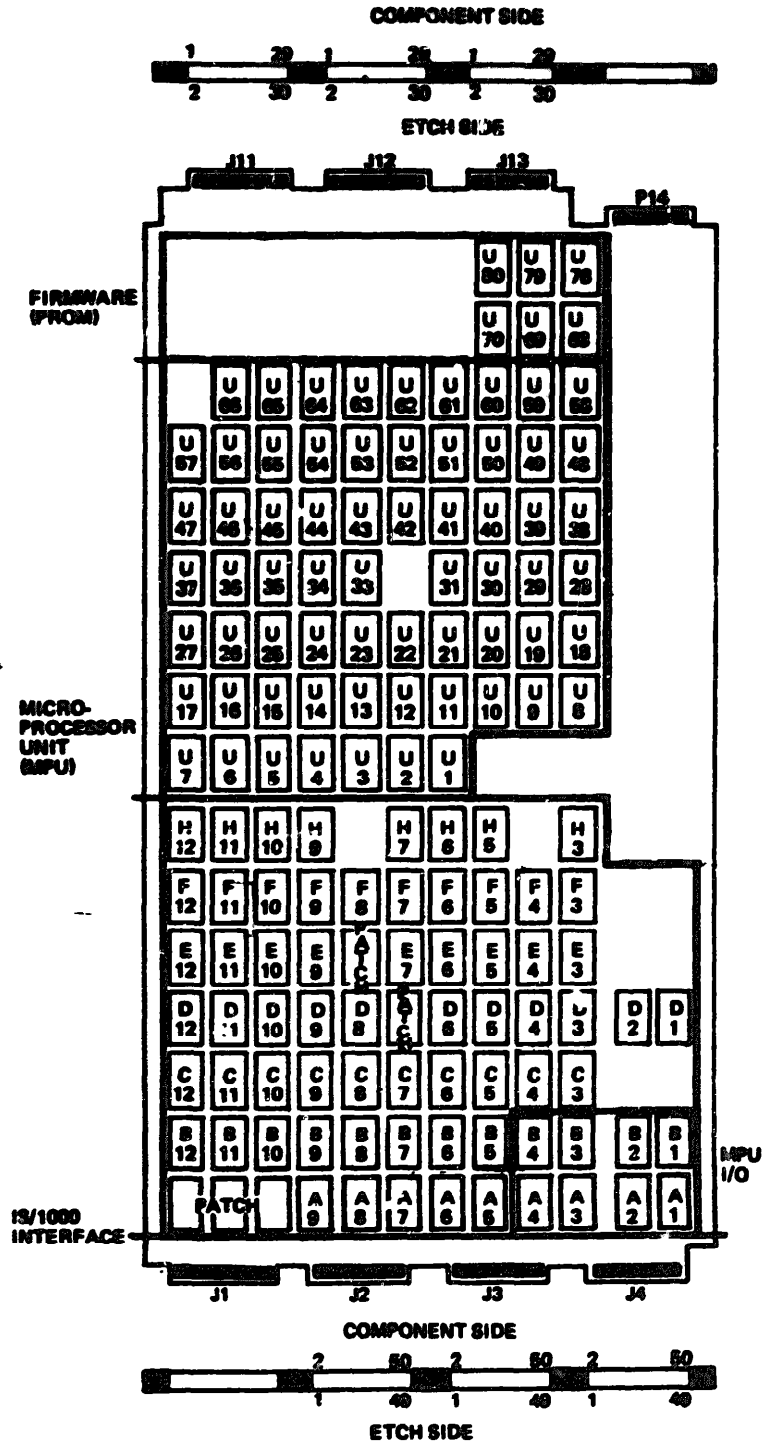 COMPONENT SIDE
1 29 1 29 1 29
2 30 2 30 2 30
ETCH SIDE
J11 J12 J13
P14
FIRMWARE
(PROM)
U 80 U 79 U 78
U 70 U 69 U 68
U 66 U 65 U 64 U 63 U 62 U 61 U 60 U 59 U 58
U 57 U 56 U 55 U 54 U 53 U 52 U 51 U 50 U 49 U 48
U 47 U 46 U 45 U 44 U 43 U 42 U 41 U 40 U 39 U 38
U 37 U 36 U 35 U 34 U 33 U 31 U 30 U 29 U 28
U 27 U 26 U 25 U 24 U 23 U 22 U 21 U 20 U 19 U 18
MICRO-
PROCESSOR
UNIT
(MPU)
U 17 U 16 U 15 U 14 U 13 U 12 U 11 U 10 U 9 U 8
U 7 U 6 U 5 U 4 U 3 U 2 U 1
H 12 H 11 H 10 H 9 H 7 H 6 H 5 H 3
F 12 F 11 F 10 F 9 F 8 F 7 F 6 F 5 F 4 F 3
E 12 E 11 E 10 E 9 PATCH E 7 E 6 E 5 E 4 E 3
D 12 D 10 D 9 D 8 PATCH D 6 D 5 D 4 3 D 2 D 1
C 12 C 11 C 10 C 9 C 8 C 7 C 6 C 5 C 4 C 3
B 12 B 11 B 10 B 9 B 8 B 7 B 6 B 5 B 4 B 3 B 2 B 1
MPU
I/O
PATCH A 9 A 8 A 7 A 6 A 5 A 4 A 3 A 2 A 1
IS/1000
INTERFACE
J1 J2 J3 J4
COMPONENT SIDE
2 50 2 50 2 50
1 49 1 49 1 49
ETCH SIDE